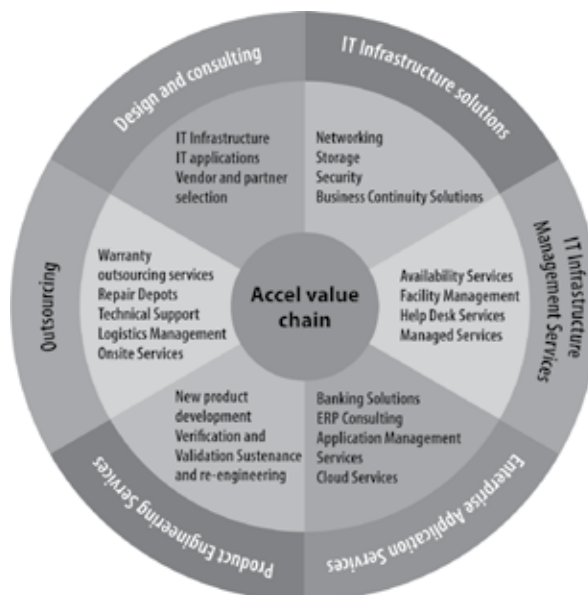 Design and consulting
IT Infrastructure
IT applications
Vendor and partner
selection
IT Infrastructure solutions
Networking
Storage
Security
Business Continuity Solutions
IT Infrastructure
Management Services
Availability Services
Facility Management
Help Desk Services
Managed Services
Enterprise Application Services
Banking Solutions
ERP Consulting
Application Management
Services
Cloud Services
Product Engineering Services
New product
development
Verification and
Validation Sustenance
and re-engineering
Outsourcing
Warranty
outsourcing services
Repair Depots
Technical Support
Logistics Management
Onsite Services
Accel value
chain